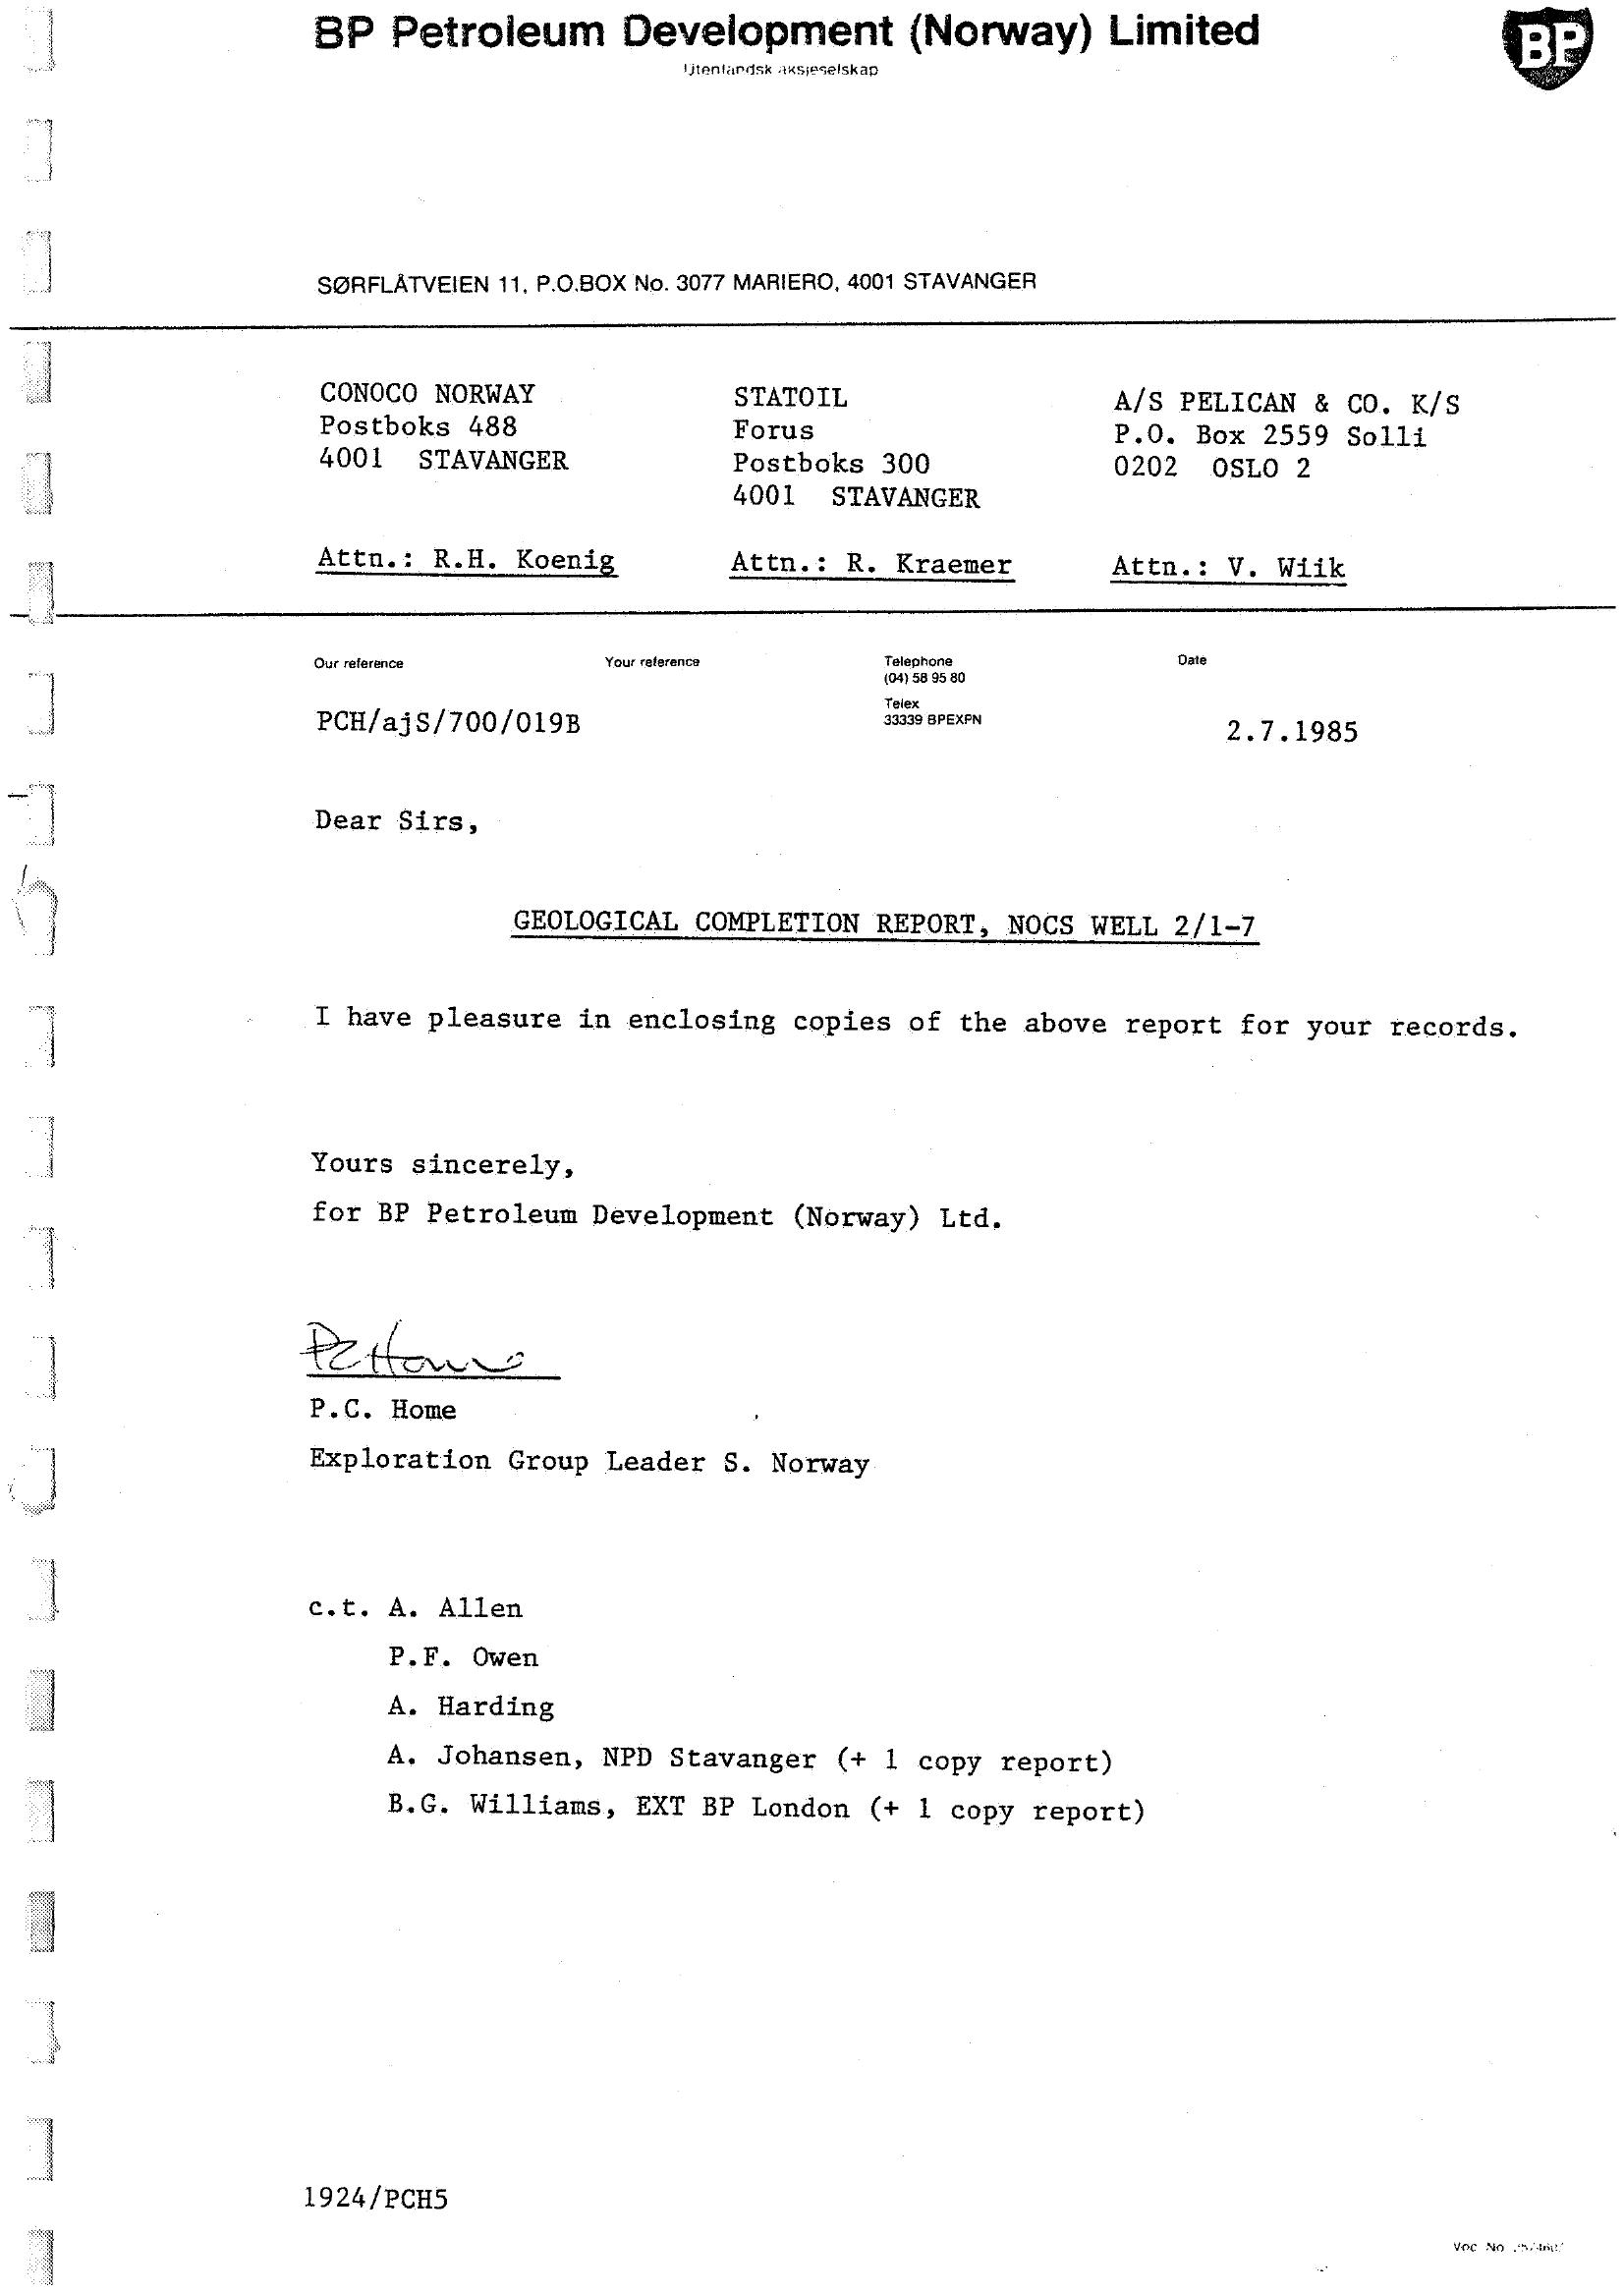 BP Petroleum Development (Norway) Limited
Utenlandsk aksjeselskap
BP
SØRFLÅTVEIEN 11, P.O.BOX No. 3077 MARIERO, 4001 STAVANGER
CONOCO NORWAY
Postboks 488
4001 STAVANGER
Attn.: R.H. Koenig
STATOIL
Forus
Postboks 300
4001 STAVANGER
Attn.: R. Kraemer
A/S PELICAN & CO. K/S
P.O. Box 2559 Solli
0202 OSLO 2
Attn.: V. Wiik
Our reference
PCH/ajS/700/019B
Your reference
Telephone
(04) 58 95 80
Telex
33339 BPEXPN
Date
2.7.1985
Dear Sirs,
GEOLOGICAL COMPLETION REPORT, NOCS WELL 2/1-7
I have pleasure in enclosing copies of the above report for your records.
Yours sincerely,
for BP Petroleum Development (Norway) Ltd.
PCHome
P.C. Home
Exploration Group Leader S. Norway
c.t. A. Allen
P.F. Owen
A. Harding
A. Johansen, NPD Stavanger (+ 1 copy report)
B.G. Williams, EXT BP London (+ 1 copy report)
1924/PCH5
Voc No